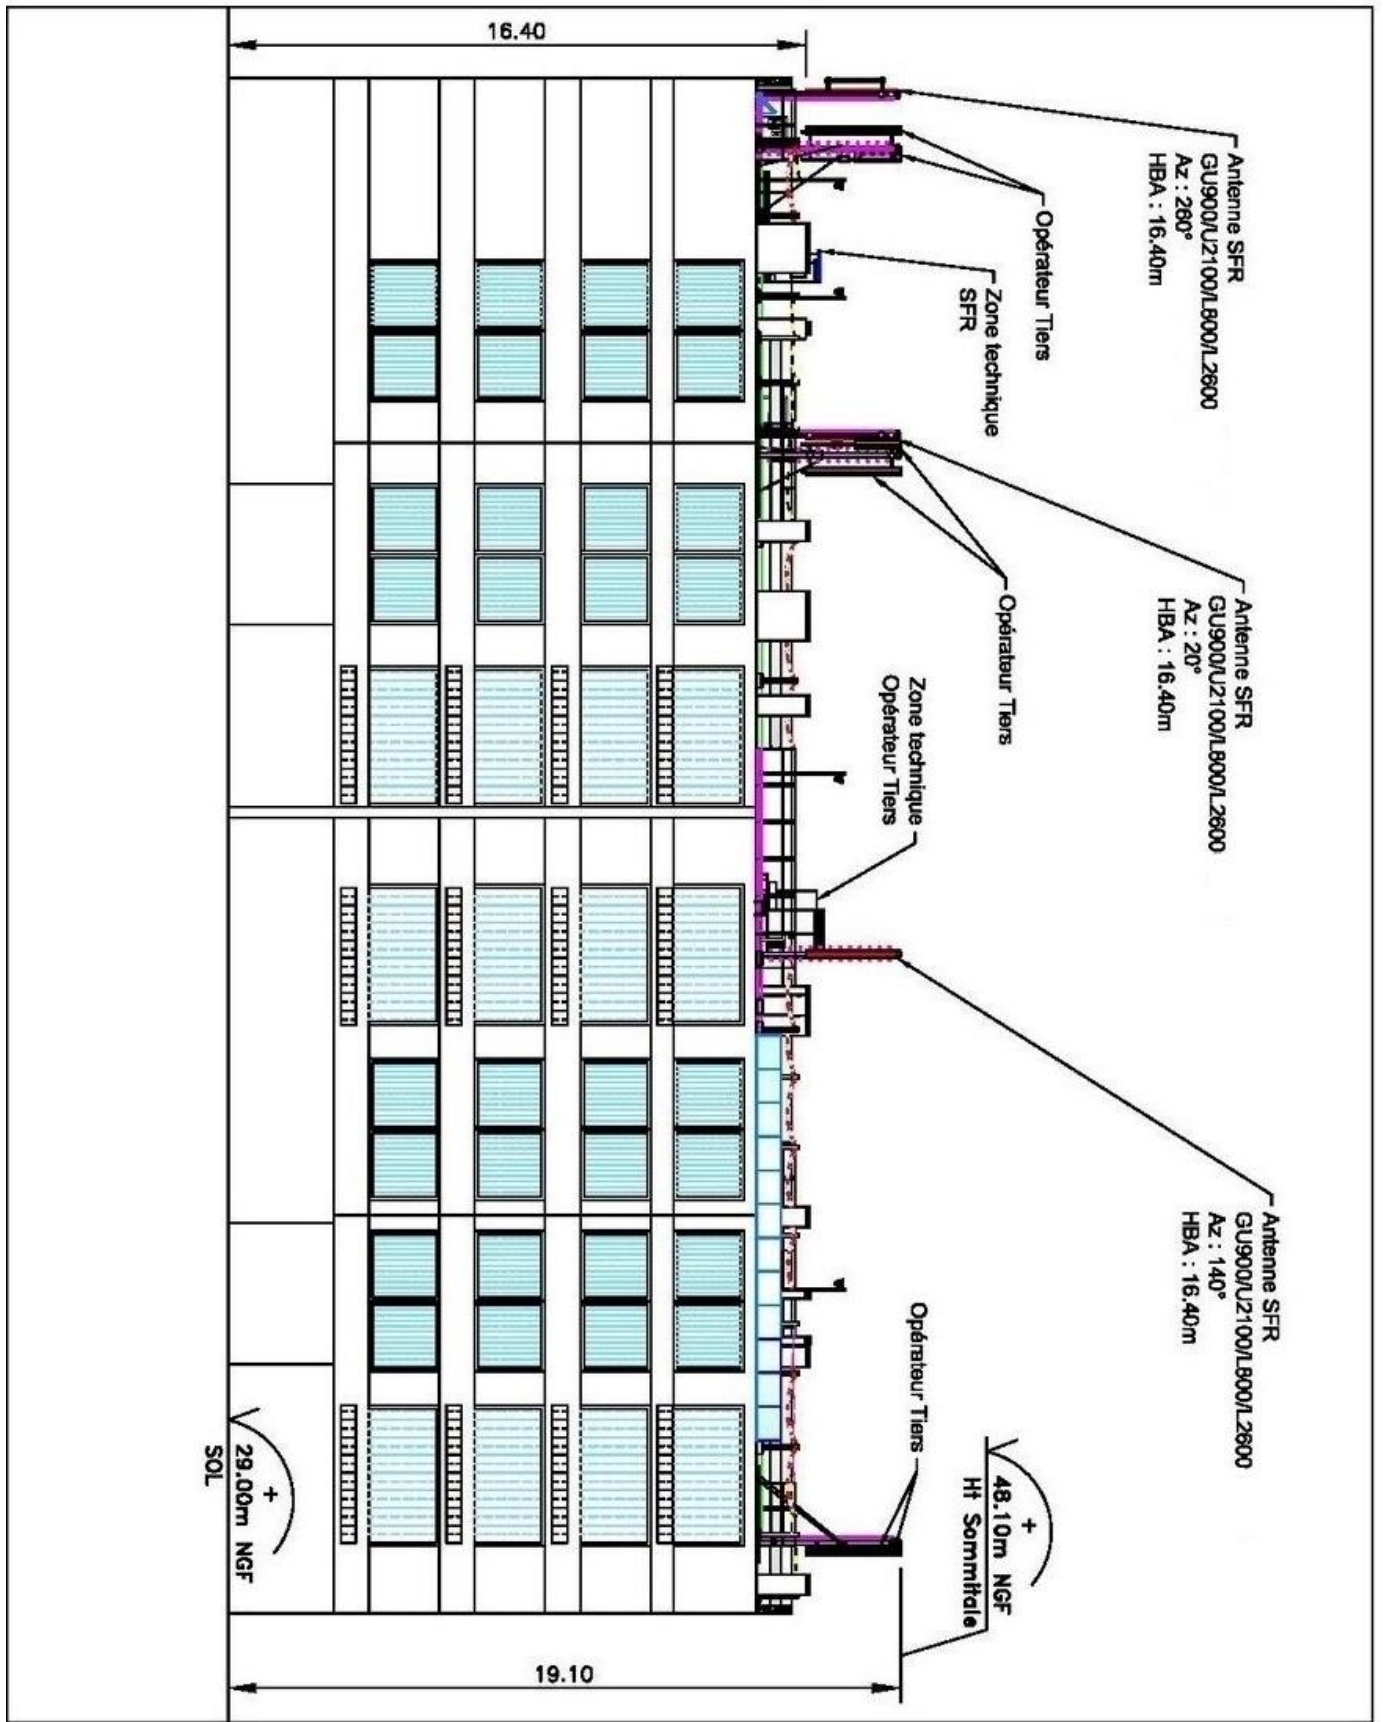 16.40
Antenne SFR
GU900/U2100/L800/L2600
Az : 260°
HBA : 16.40m
Opérateur Tiers
Zone technique
SFR
Antenne SFR
GU900/U2100/L800/L2600
Az : 20°
HBA : 16.40m
Opérateur Tiers
Zone technique
Opérateur Tiers
Antenne SFR
GU900/U2100/L800/L2600
Az : 140°
HBA : 16.40m
Opérateur Tiers
+
48.10m NGF
Ht Sommitale
+
29.00m NGF
SOL
19.10